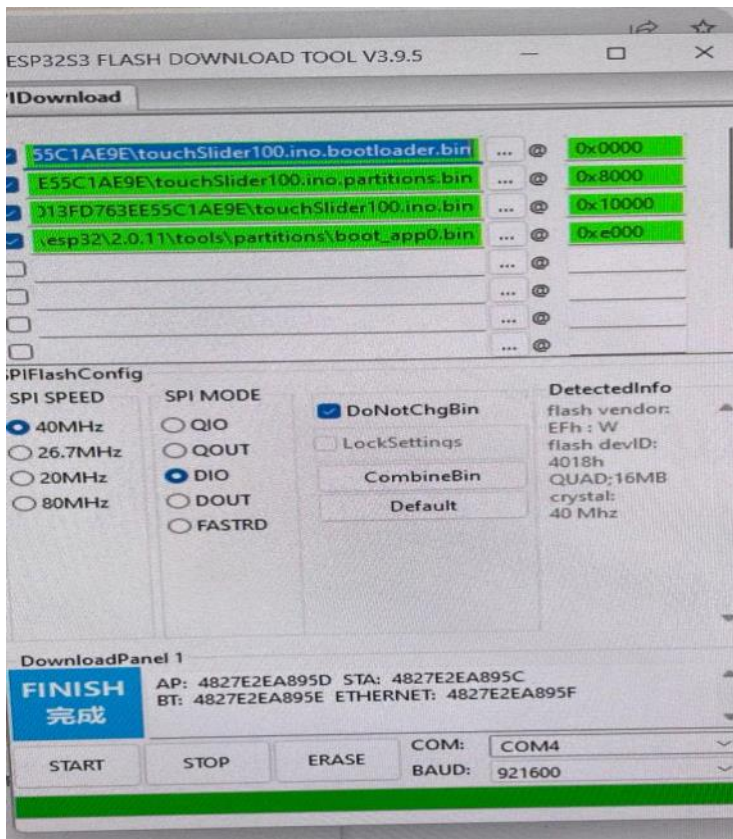 ESP32S3 FLASH DOWNLOAD TOOL V3.9.5
IDownload
55C1AE9E\touchSlider100.ino.bootloader.bin ... @ 0x0000
E55C1AE9E\touchSlider100.ino.partitions.bin ... @ 0x8000
013FD763EE55C1AE9E\touchSlider100.ino.bin ... @ 0x10000
\esp32\2.0.11\tools\partitions\boot_app0.bin ... @ 0xe000
... @
... @
... @
... @
SPIFlashConfig
SPI SPEED
40MHz
26.7MHz
20MHz
80MHz
SPI MODE
QIO
QOUT
DIO
DOUT
FASTRD
DoNotChgBin
LockSettings
CombineBin
Default
DetectedInfo
flash vendor:
EFh : W
flash devID:
4018h
QUAD;16MB
crystal:
40 Mhz
DownloadPanel 1
FINISH
完成
AP: 4827E2EA895D STA: 4827E2EA895C
BT: 4827E2EA895E ETHERNET: 4827E2EA895F
START STOP ERASE
COM: COM4
BAUD: 921600